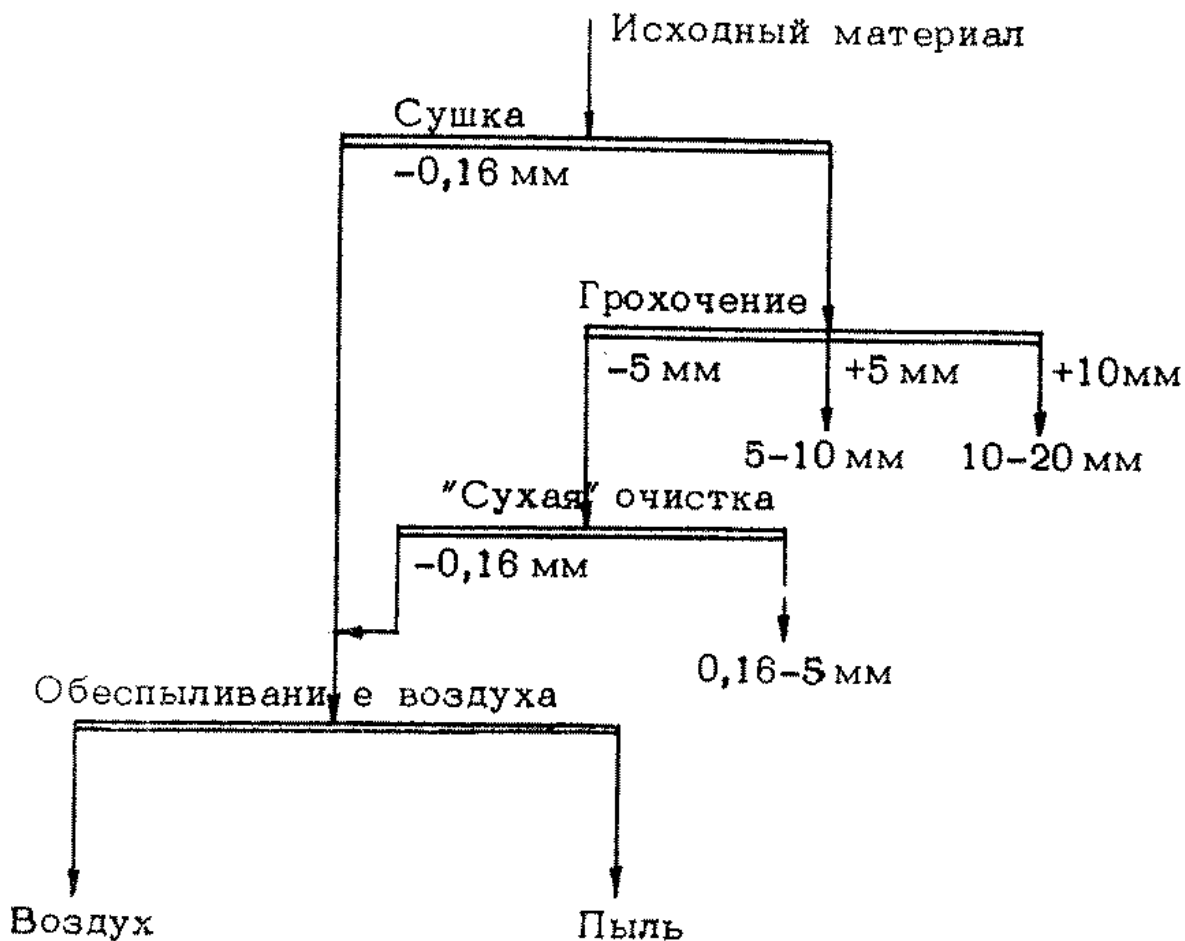 Исходный материал
Сушка
-0,16 мм
Грохочение
-5 мм
+5 мм
+10мм
5-10 мм
10-20 мм
"Сухая" очистка
-0,16 мм
0,16-5 мм
Обеспыливание воздуха
Воздух
Пыль